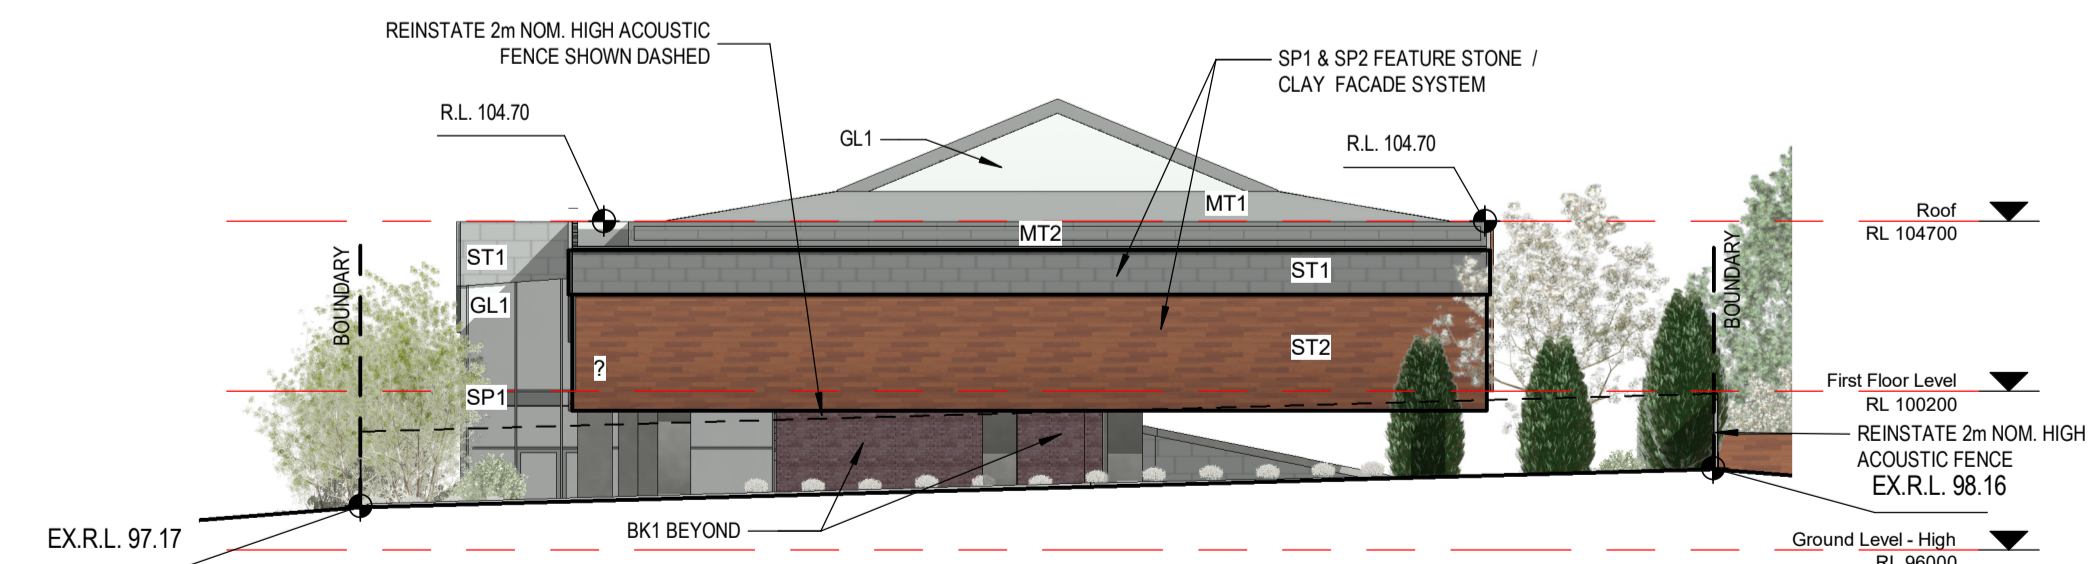 REINSTATE 2m NOM. HIGH ACOUSTIC
FENCE SHOWN DASHED
SP1 & SP2 FEATURE STONE /
CLAY FACADE SYSTEM
R.L. 104.70
GL1
R.L. 104.70
MT1
MT2
Roof
RL 104700
ST1
ST1
BOUNDARY
BOUNDARY
GL1
ST2
?
SP1
First Floor Level
RL 100200
REINSTATE 2m NOM. HIGH
ACOUSTIC FENCE
EX.R.L. 98.16
BK1 BEYOND
EX.R.L. 97.17
Ground Level - High
RL 96000